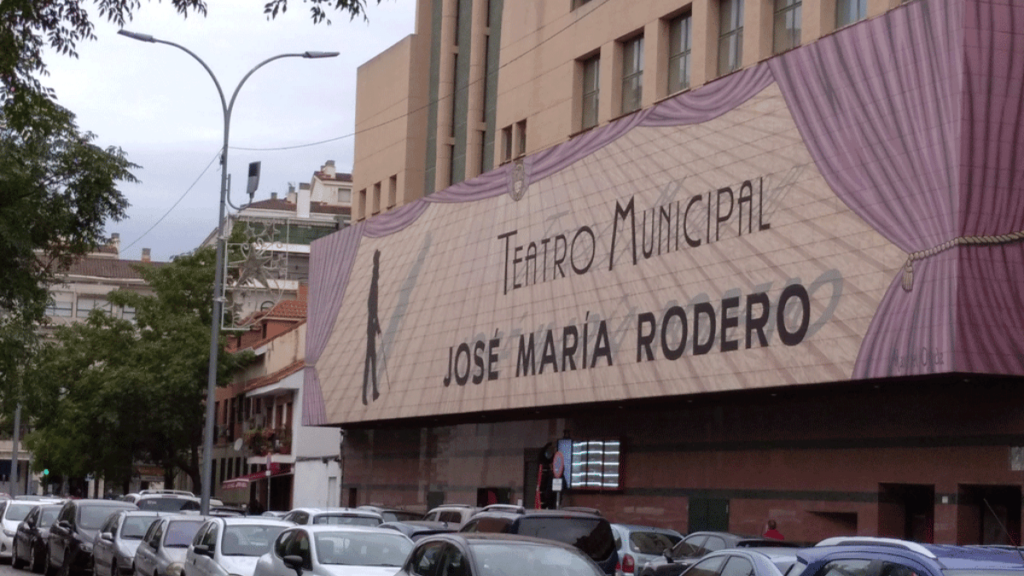 TEATRO MUNICIPAL
JOSÉ MARÍA RODERO